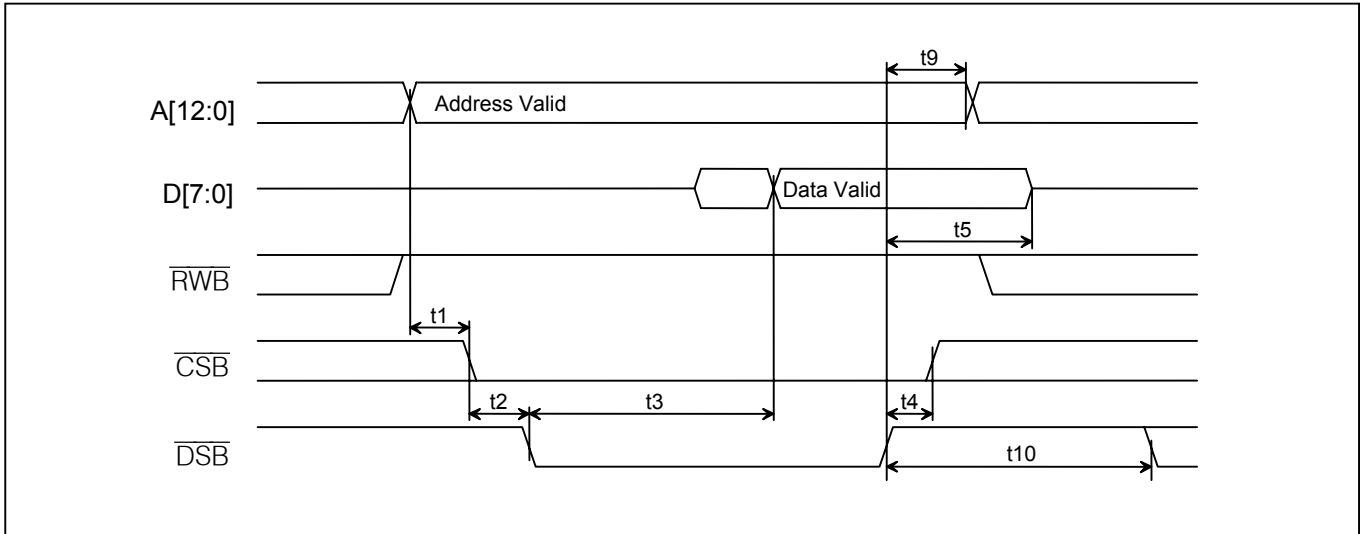 t9
A[12:0]
Address Valid
D[7:0]
Data Valid
t5
RWB
t1
CSB
t2
t3
t4
DSB
t10